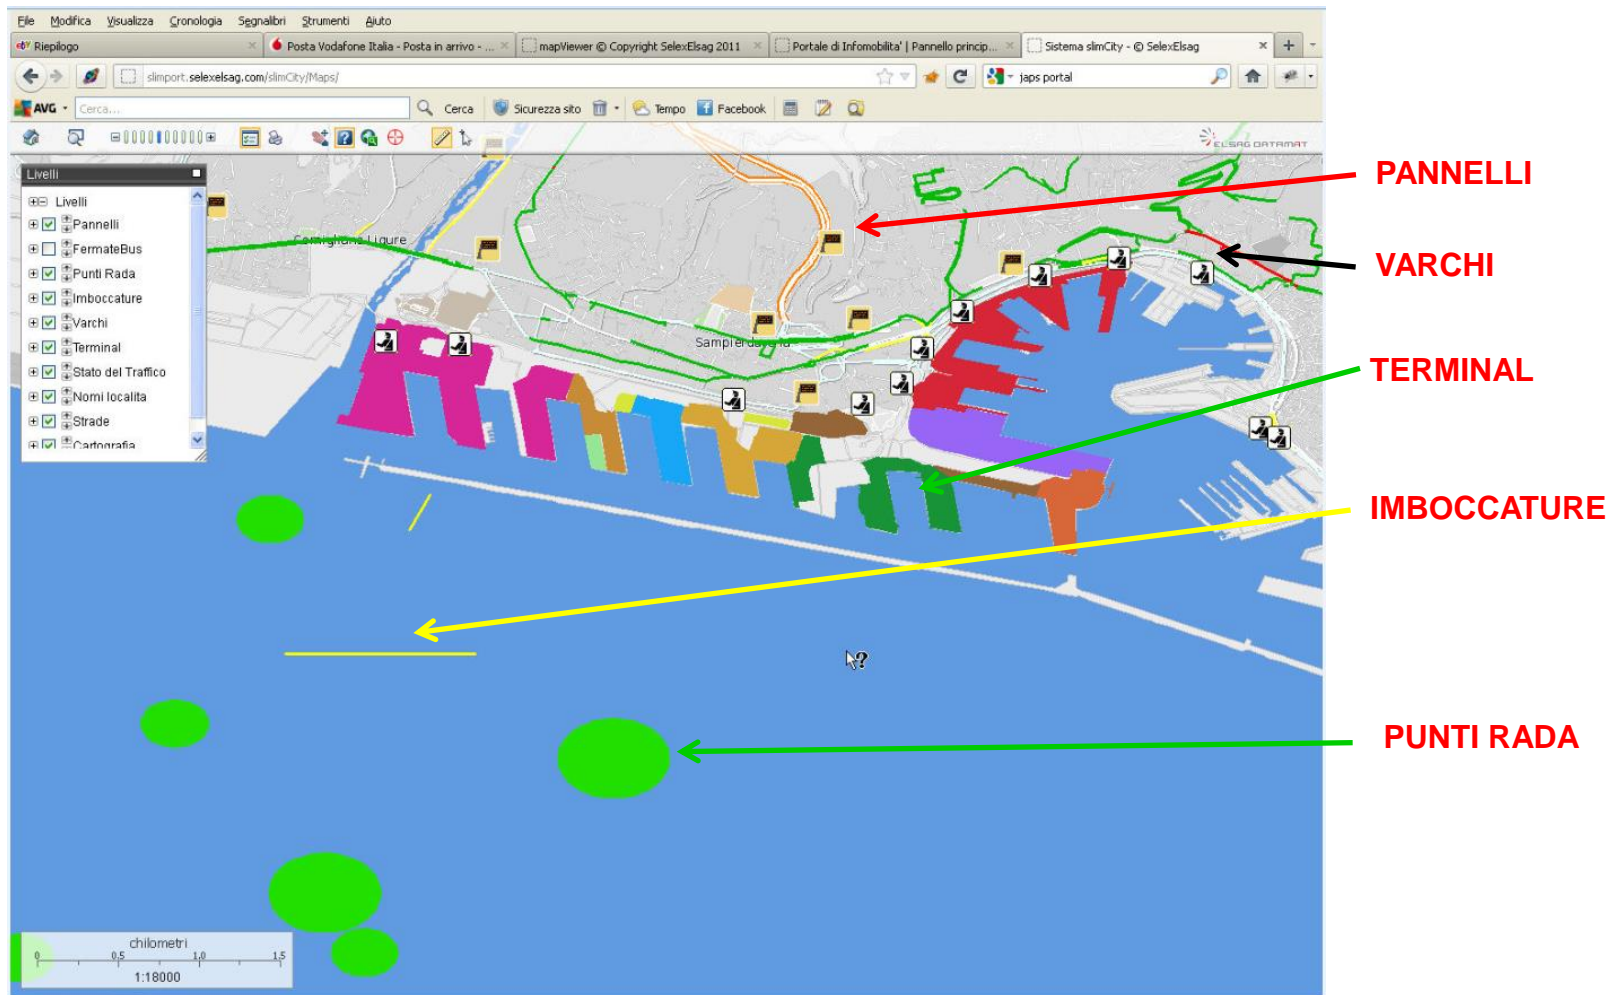 File Modifica Visualizza Cronologia Segnalibri Strumenti Aiuto
Riepilogo
Posta Vodafone Italia - Posta in arrivo - ...
mapViewer © Copyright SelexElsag 2011
Portale di Infomobilita' | Pannello princip...
Sistema slimCity - © SelexElsag
slimport.selexelsag.com/slimCity/Maps/
japs portal
AVG
Cerca...
Cerca
Sicurezza sito
Tempo
Facebook
ELSAG DATAMAT
Livelli
Livelli
Pannelli
FermateBus
Punti Rada
Imboccature
Varchi
Terminal
Stato del Traffico
Nomi localita
Strade
Cartografia
Cornigliano Ligure
Sampierdarena
PANNELLI
VARCHI
TERMINAL
IMBOCCATURE
PUNTI RADA
chilometri
0 0,5 1,0 1,5
1:18000